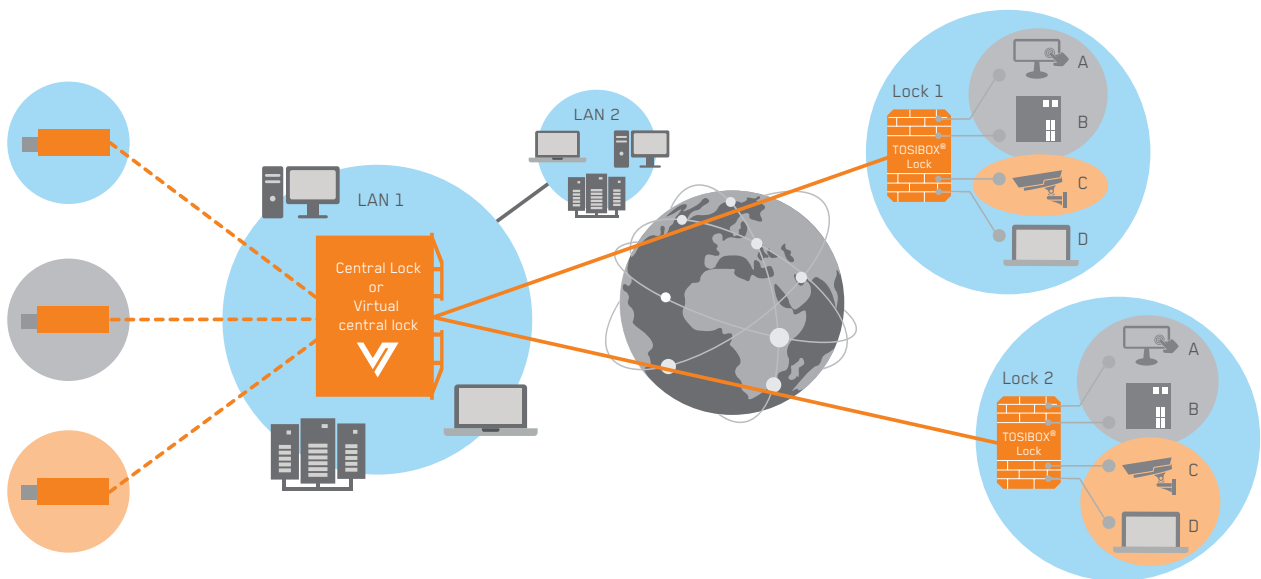 LAN 1
Central Lock
or
Virtual
central lock
LAN 2
Lock 1
TOSIBOX®
Lock
A
B
C
D
Lock 2
TOSIBOX®
Lock
A
B
C
D